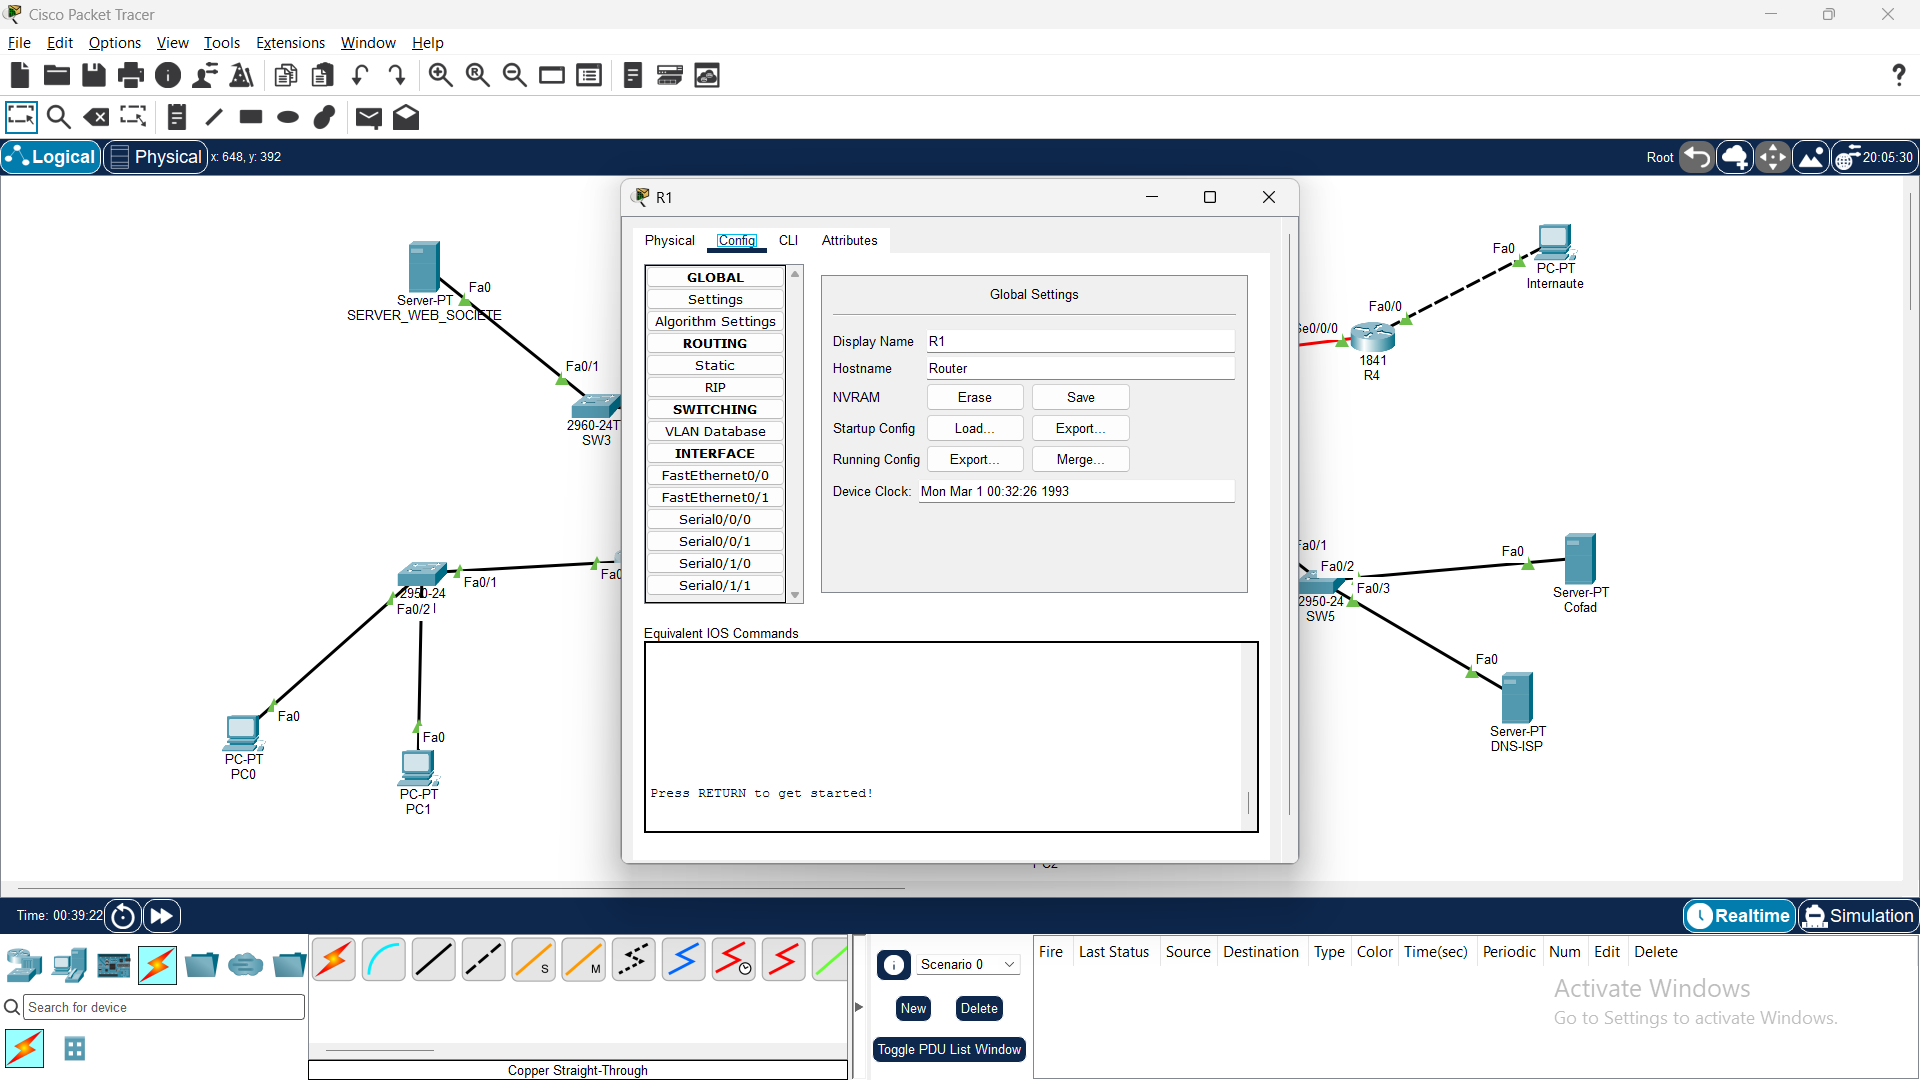 Cisco Packet Tracer
File Edit Options View Tools Extensions Window Help
Logical Physical x: 648, y: 392
Root 20:05:30
R1
Physical Config CLI Attributes
GLOBAL
Settings
Algorithm Settings
ROUTING
Static
RIP
SWITCHING
VLAN Database
INTERFACE
FastEthernet0/0
FastEthernet0/1
Serial0/0/0
Serial0/0/1
Serial0/1/0
Serial0/1/1
Global Settings
Display Name R1
Hostname Router
NVRAM Erase Save
Startup Config Load... Export...
Running Config Export... Merge...
Device Clock: Mon Mar 1 00:32:26 1993
Equivalent IOS Commands
Press RETURN to get started!
Fa0
Server-PT
SERVER_WEB_SOCIETE
Fa0/1
2960-24T
SW3
Fa0/1
2950-24
Fa0/2
Fa0
PC-PT
PC0
Fa0
PC-PT
PC1
Fa0
PC-PT
Internaute
Fa0/0
Se0/0/0
1841
R4
Fa0/1
Fa0/2
Fa0/3
2950-24
SW5
Fa0
Server-PT
Cofad
Fa0
Server-PT
DNS-ISP
Time: 00:39:22
Realtime Simulation
Search for device
S
M
Copper Straight-Through
Scenario 0
New Delete
Toggle PDU List Window
Fire Last Status Source Destination Type Color Time(sec) Periodic Num Edit Delete
Activate Windows
Go to Settings to activate Windows.